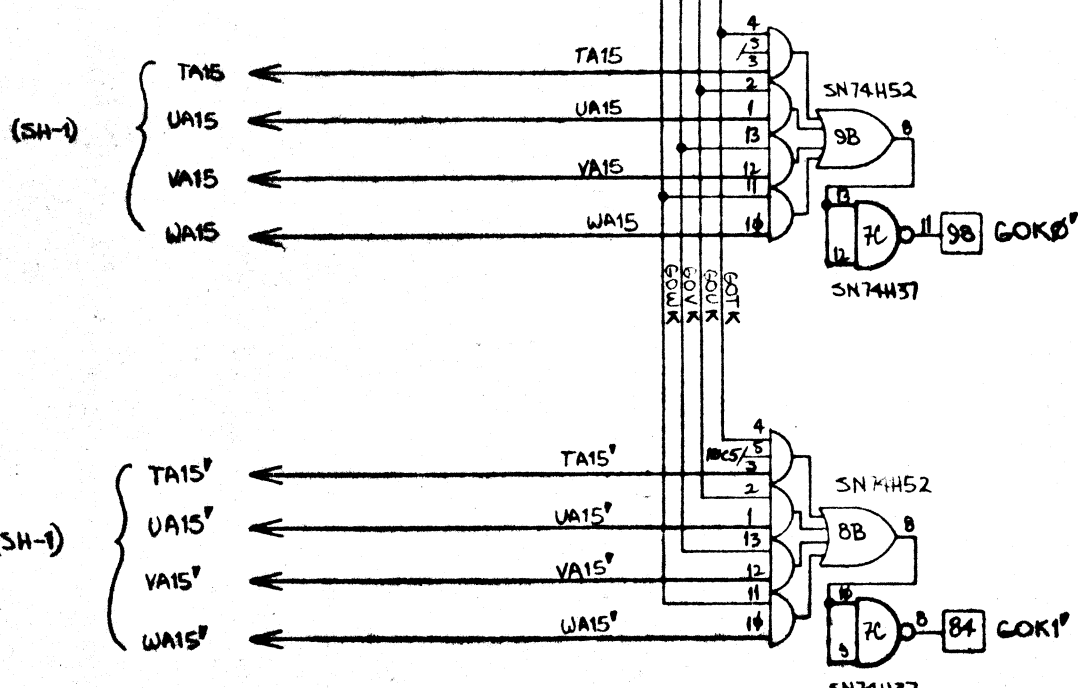 4
5
3
TA15 TA15
2
SN74H52
(SH-1)
UA15 UA15 1
13
9B 8
VA15 VA15 12
11
13
WA15 WA15 1Ø
7C 11 98 GOKØ'
12
SN74H37
GOWK GOVK GOUK GOTK
4
5
3
TA15' TA15'
2
SN74H52
UA15' UA15' 1
(SH-1)
13
8B 8
VA15' VA15' 12
11
1Ø
WA15' WA15' 1Ø
7C 8 84 GOK1'
9
SN74H37